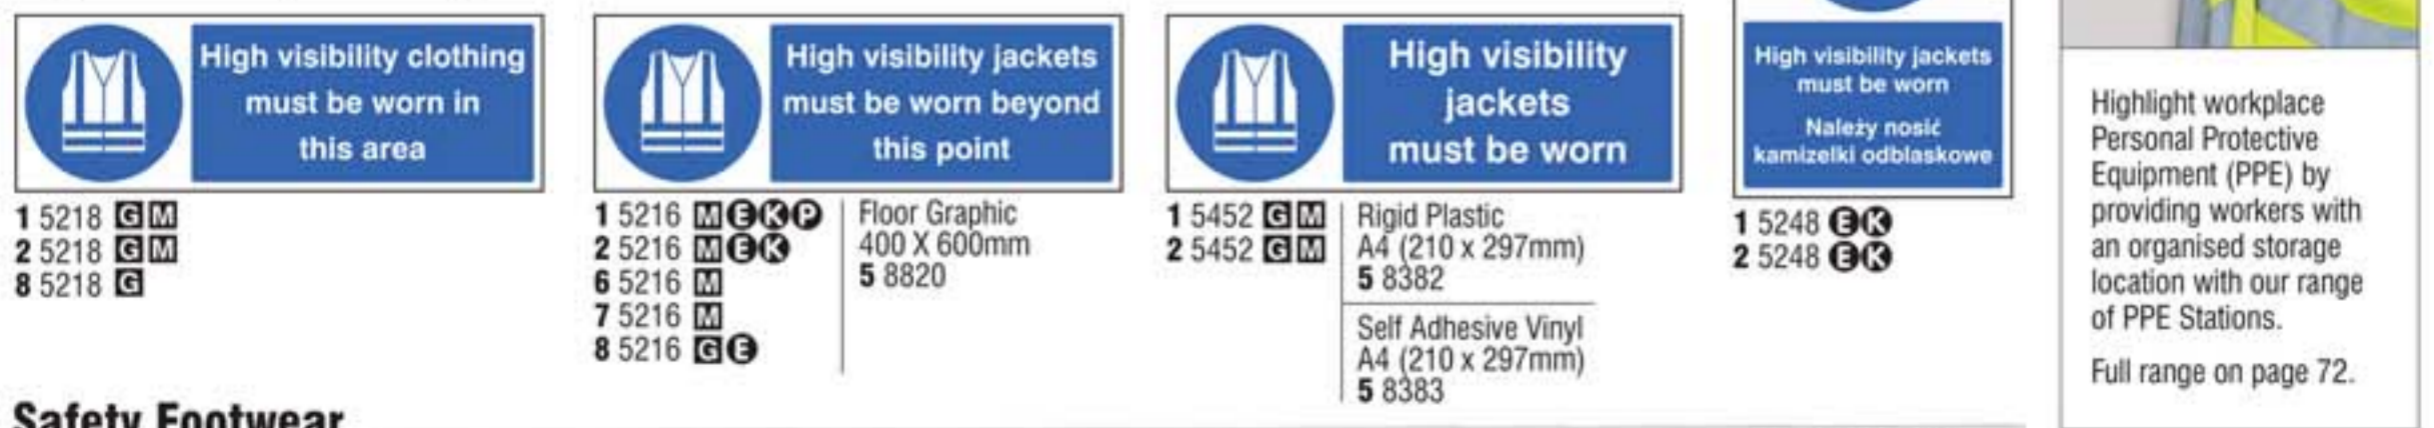 High visibility clothing
must be worn in
this area
1 5218 G M
2 5218 G M
8 5218 G
High visibility jackets
must be worn beyond
this point
1 5216 M E K P
2 5216 M E K
6 5216 M
7 5216 M
8 5216 G E
Floor Graphic
400 X 600mm
5 8820
High visibility
jackets
must be worn
1 5452 G M
2 5452 G M
Rigid Plastic
A4 (210 x 297mm)
5 8382
Self Adhesive Vinyl
A4 (210 x 297mm)
5 8383
High visibility jackets
must be worn
Należy nosić
kamizelki odblaskowe
1 5248 E K
2 5248 E K
Highlight workplace
Personal Protective
Equipment (PPE) by
providing workers with
an organised storage
location with our range
of PPE Stations.
Full range on page 72.
Safety Footwear